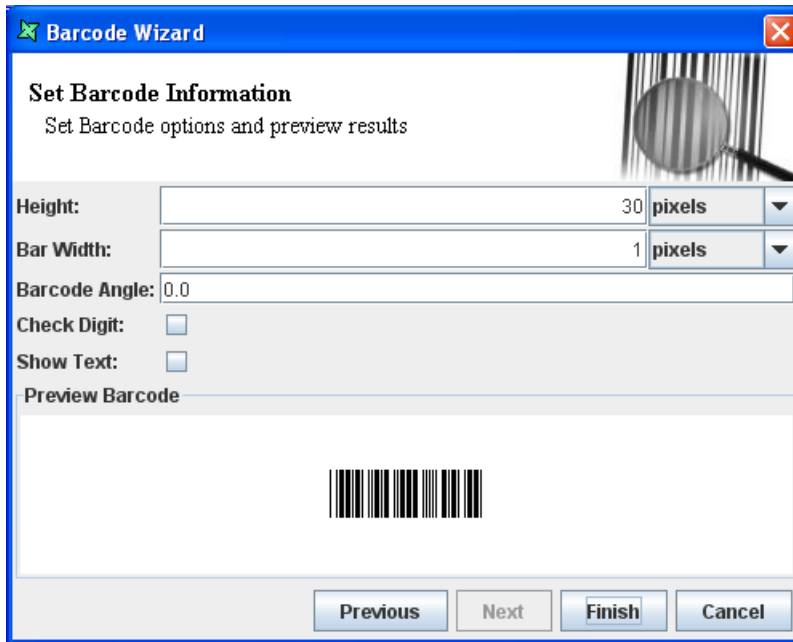 Barcode Wizard
Set Barcode Information
Set Barcode options and preview results
Height: 30 pixels
Bar Width: 1 pixels
Barcode Angle: 0.0
Check Digit:
Show Text:
Preview Barcode
Previous Next Finish Cancel